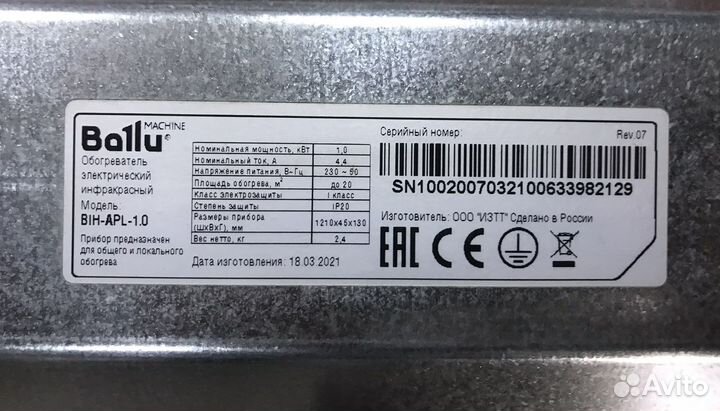 Ballu MACHINE
Обогреватель
электрический
инфракрасный
Модель:
BIH-APL-1.0
Прибор предназначен
для общего и локального
обогрева
Номинальная мощность, кВт 1,0
Номинальный ток, А 4,4
Напряжение питания, В~Гц 230 ~ 50
Площадь обогрева, м² до 20
Класс электрозащиты I класс
Степень защиты IP20
Размеры прибора
(ШхВхГ), мм 1210x45x130
Вес нетто, кг 2,4
Дата изготовления: 18.03.2021
Серийный номер: Rev.07
SN1002007032100633982129
Изготовитель: ООО "ИЗТТ" Сделано в России
EAC CE
Avito